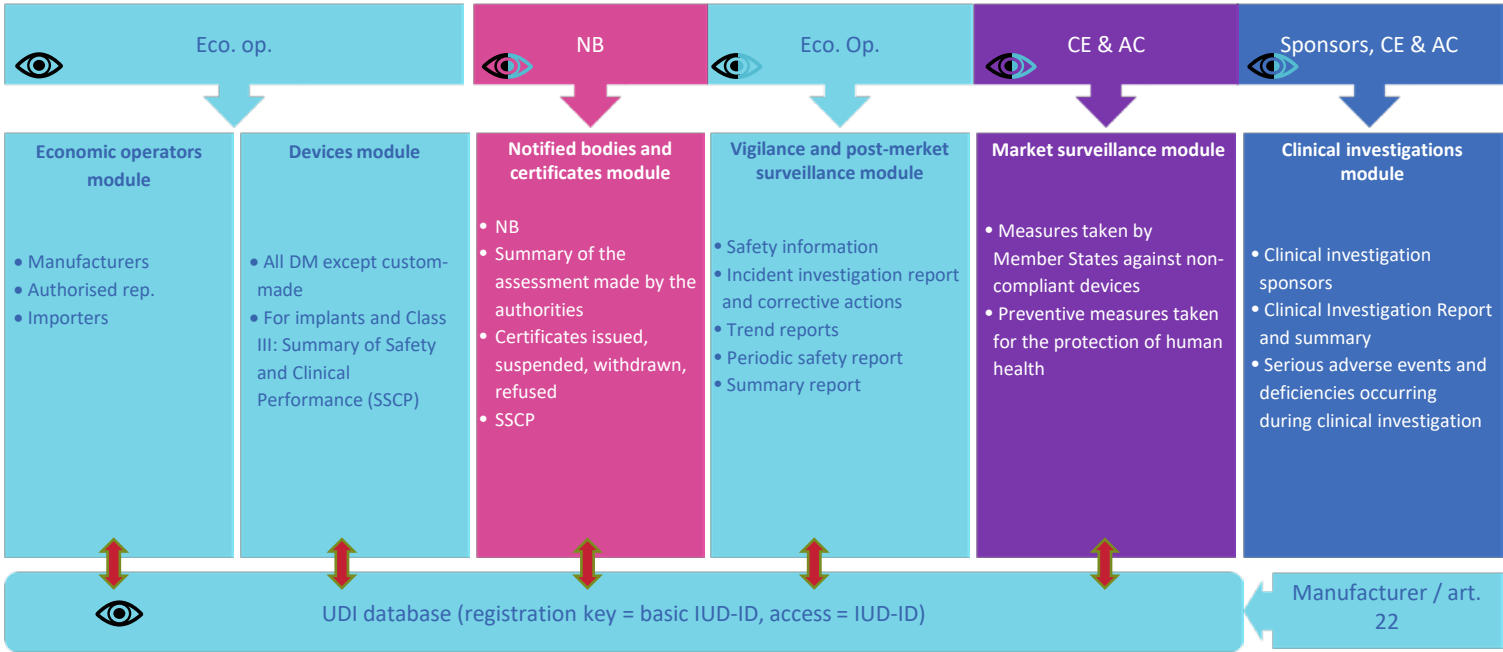 Eco. op.
NB
Eco. Op.
CE & AC
Sponsors, CE & AC
Economic operators
module
• Manufacturers
• Authorised rep.
• Importers
Devices module
• All DM except custom-
made
• For implants and Class
III: Summary of Safety
and Clinical
Performance (SSCP)
Notified bodies and
certificates module
• NB
• Summary of the
assessment made by the
authorities
• Certificates issued,
suspended, withdrawn,
refused
• SSCP
Vigilance and post-merket
surveillance module
• Safety information
• Incident investigation report
and corrective actions
• Trend reports
• Periodic safety report
• Summary report
Market surveillance module
• Measures taken by
Member States against non-
compliant devices
• Preventive measures taken
for the protection of human
health
Clinical investigations
module
• Clinical investigation
sponsors
• Clinical Investigation Report
and summary
• Serious adverse events and
deficiencies occurring
during clinical investigation
UDI database (registration key = basic IUD-ID, access = IUD-ID)
Manufacturer / art.
22